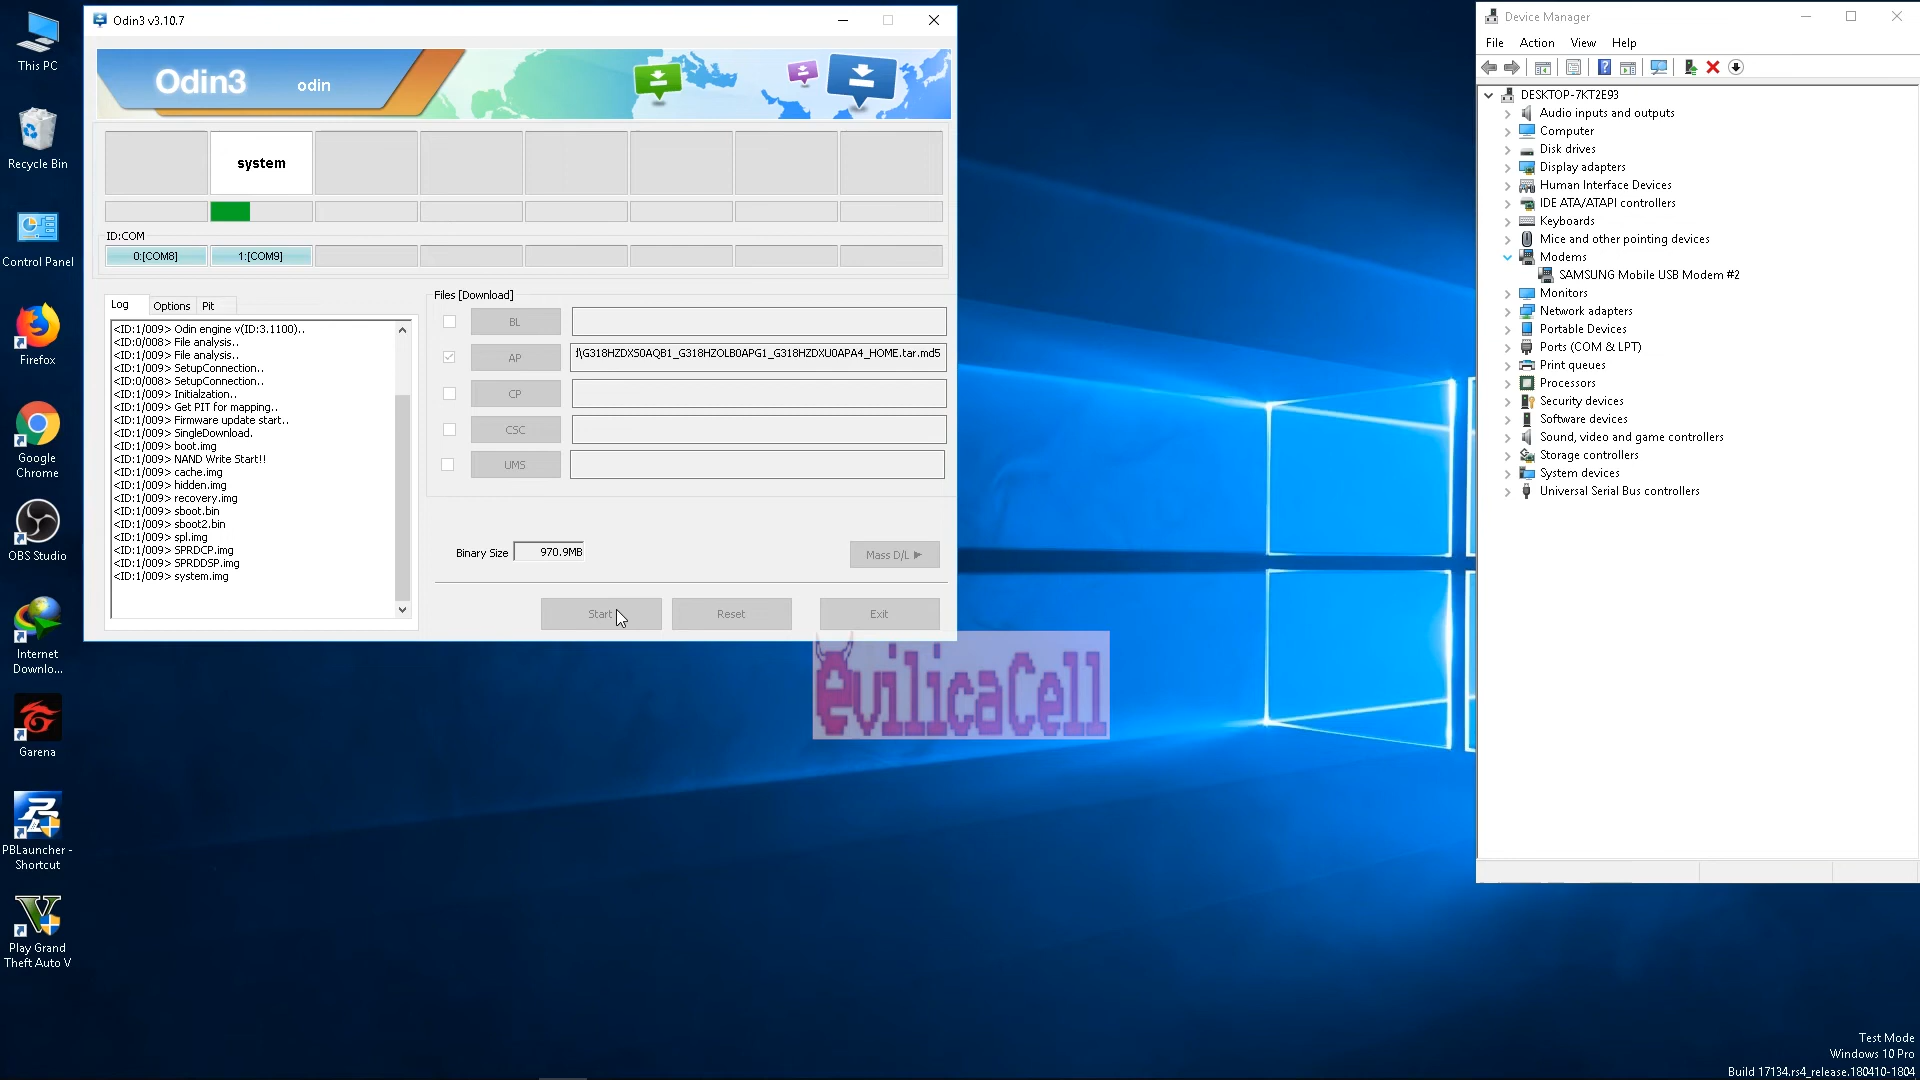 This PC
Recycle Bin
Control Panel
Firefox
Google
Chrome
OBS Studio
Internet
Downlo...
Garena
PBLauncher -
Shortcut
Play Grand
Theft Auto V
Odin3 v3.10.7
Odin3 odin
system
ID:COM
0:[COM8] 1:[COM9]
Log Options Pit
<ID:1/009> Odin engine v(ID:3.1100)..
<ID:0/008> File analysis..
<ID:1/009> File analysis..
<ID:1/009> SetupConnection..
<ID:0/008> SetupConnection..
<ID:1/009> Initialzation..
<ID:1/009> Get PIT for mapping..
<ID:1/009> Firmware update start..
<ID:1/009> SingleDownload.
<ID:1/009> boot.img
<ID:1/009> NAND Write Start!!
<ID:1/009> cache.img
<ID:1/009> hidden.img
<ID:1/009> recovery.img
<ID:1/009> sboot.bin
<ID:1/009> sboot2.bin
<ID:1/009> spl.img
<ID:1/009> SPRDCP.img
<ID:1/009> SPRDDSP.img
<ID:1/009> system.img
Files [Download]
BL
AP \G318HZDXS0AQB1_G318HZOLB0APG1_G318HZDXU0APA4_HOME.tar.md5
CP
CSC
UMS
Binary Size 970.9MB
Mass D/L ►
Start Reset Exit
evilicaCell
Device Manager
File Action View Help
DESKTOP-7KT2E93
Audio inputs and outputs
Computer
Disk drives
Display adapters
Human Interface Devices
IDE ATA/ATAPI controllers
Keyboards
Mice and other pointing devices
Modems
SAMSUNG Mobile USB Modem #2
Monitors
Network adapters
Portable Devices
Ports (COM & LPT)
Print queues
Processors
Security devices
Software devices
Sound, video and game controllers
Storage controllers
System devices
Universal Serial Bus controllers
Test Mode
Windows 10 Pro
Build 17134.rs4_release.180410-1804